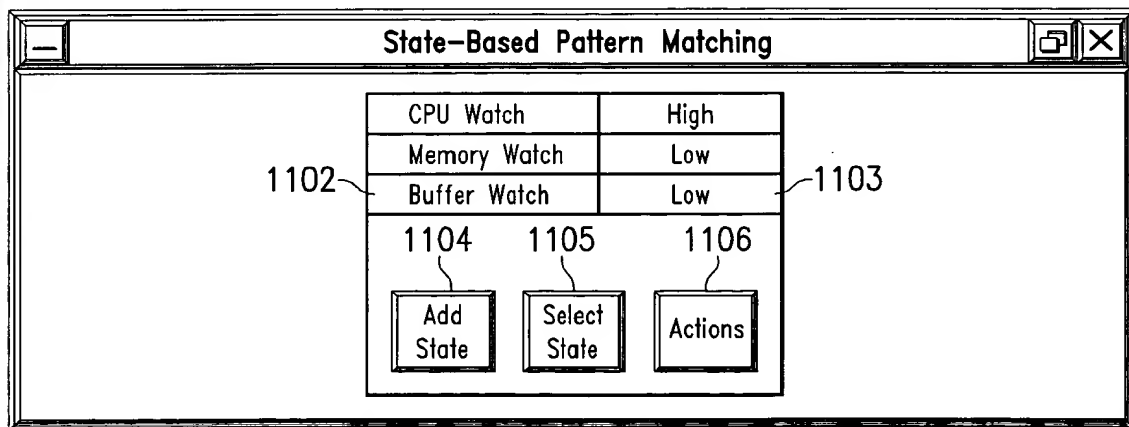 State-Based Pattern Matching
CPU Watch High
Memory Watch Low
1102 Buffer Watch Low 1103
1104 1105 1106
Add State
Select State
Actions